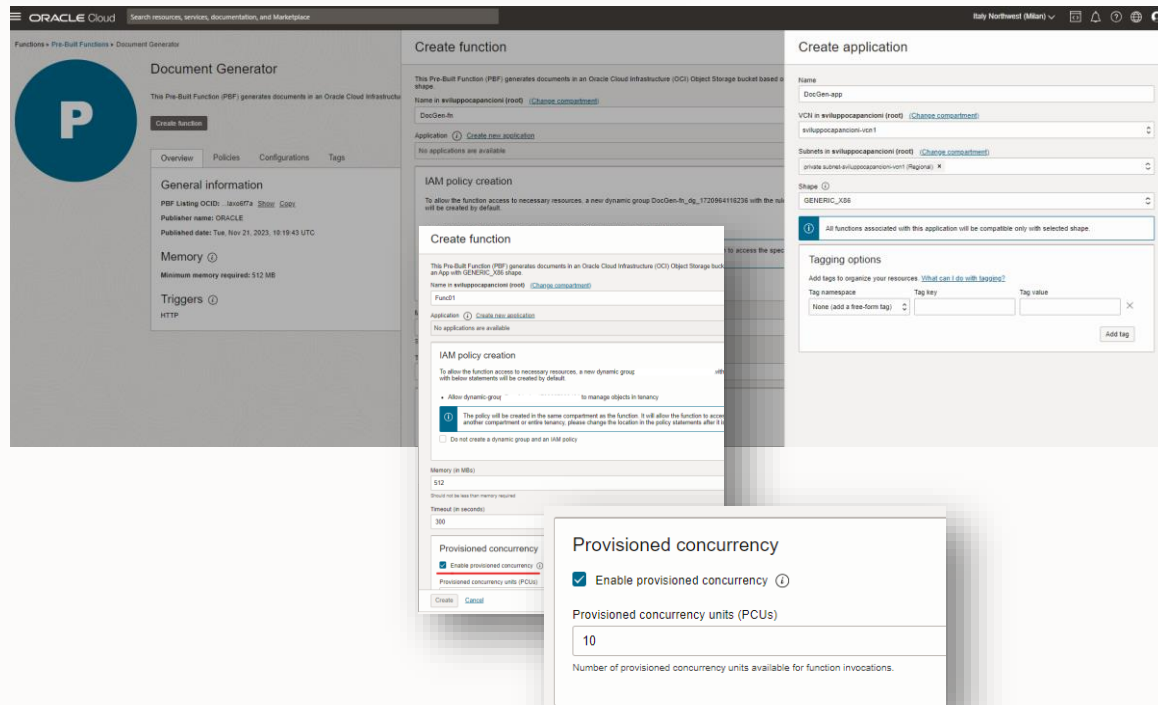 ORACLE Cloud
Search resources, services, documentation, and Marketplace
Italy Northwest (Milan)
Functions » Pre-Built Functions » Document Generator
P
Document Generator
This Pre-Built Function (PBF) generates documents in an Oracle Cloud Infrastructu
Create function
Overview Policies Configurations Tags
General information
PBF Listing OCID: Show Copy
Publisher name: ORACLE
Published date: Tue, Nov 21, 2023, 10:19:43 UTC
Memory
Minimum memory required: 512 MB
Triggers
HTTP
Create function
This Pre-Built Function (PBF) generates documents in an Oracle Cloud Infrastructure (OCI) Object Storage bucket based o
shape.
Name in sviluppocapancioni (root) (Change compartment)
DocGen-fn
Application Create new application
No applications are available
IAM policy creation
To allow the function access to necessary resources, a new dynamic group DocGen-fn_dg_1720964116236 with the rul
will be created by default.
to access the spec
Create function
This Pre-Built Function (PBF) generates documents in an Oracle Cloud Infrastructure (OCI) Object Storage buck
an App with GENERIC_X86 shape.
Name in sviluppocapancioni (root) (Change compartment)
Func01
Application Create new application
No applications are available
IAM policy creation
To allow the function access to necessary resources, a new dynamic group with
with below statements will be created by default.
Allow dynamic-group to manage objects in tenancy
The policy will be created in the same compartment as the function. It will allow the function to acce
another compartment or entire tenancy, please change the location in the policy statements after it i
Do not create a dynamic group and an IAM policy
Memory (in MBs)
512
Should not be less than memory required
Timeout (in seconds)
300
Provisioned concurrency
Enable provisioned concurrency
Provisioned concurrency units (PCUs)
Create Cancel
Create application
Name
DocGen-app
VCN in sviluppocapancioni (root) (Change compartment)
sviluppocapancioni-vcn1
Subnets in sviluppocapancioni (root) (Change compartment)
private subnet-sviluppocapancioni-vcn1 (Regional) ×
Shape
GENERIC_X86
All functions associated with this application will be compatible only with selected shape.
Tagging options
Add tags to organize your resources. What can I do with tagging?
Tag namespace Tag key Tag value
None (add a free-form tag)
Add tag
Provisioned concurrency
Enable provisioned concurrency
Provisioned concurrency units (PCUs)
10
Number of provisioned concurrency units available for function invocations.